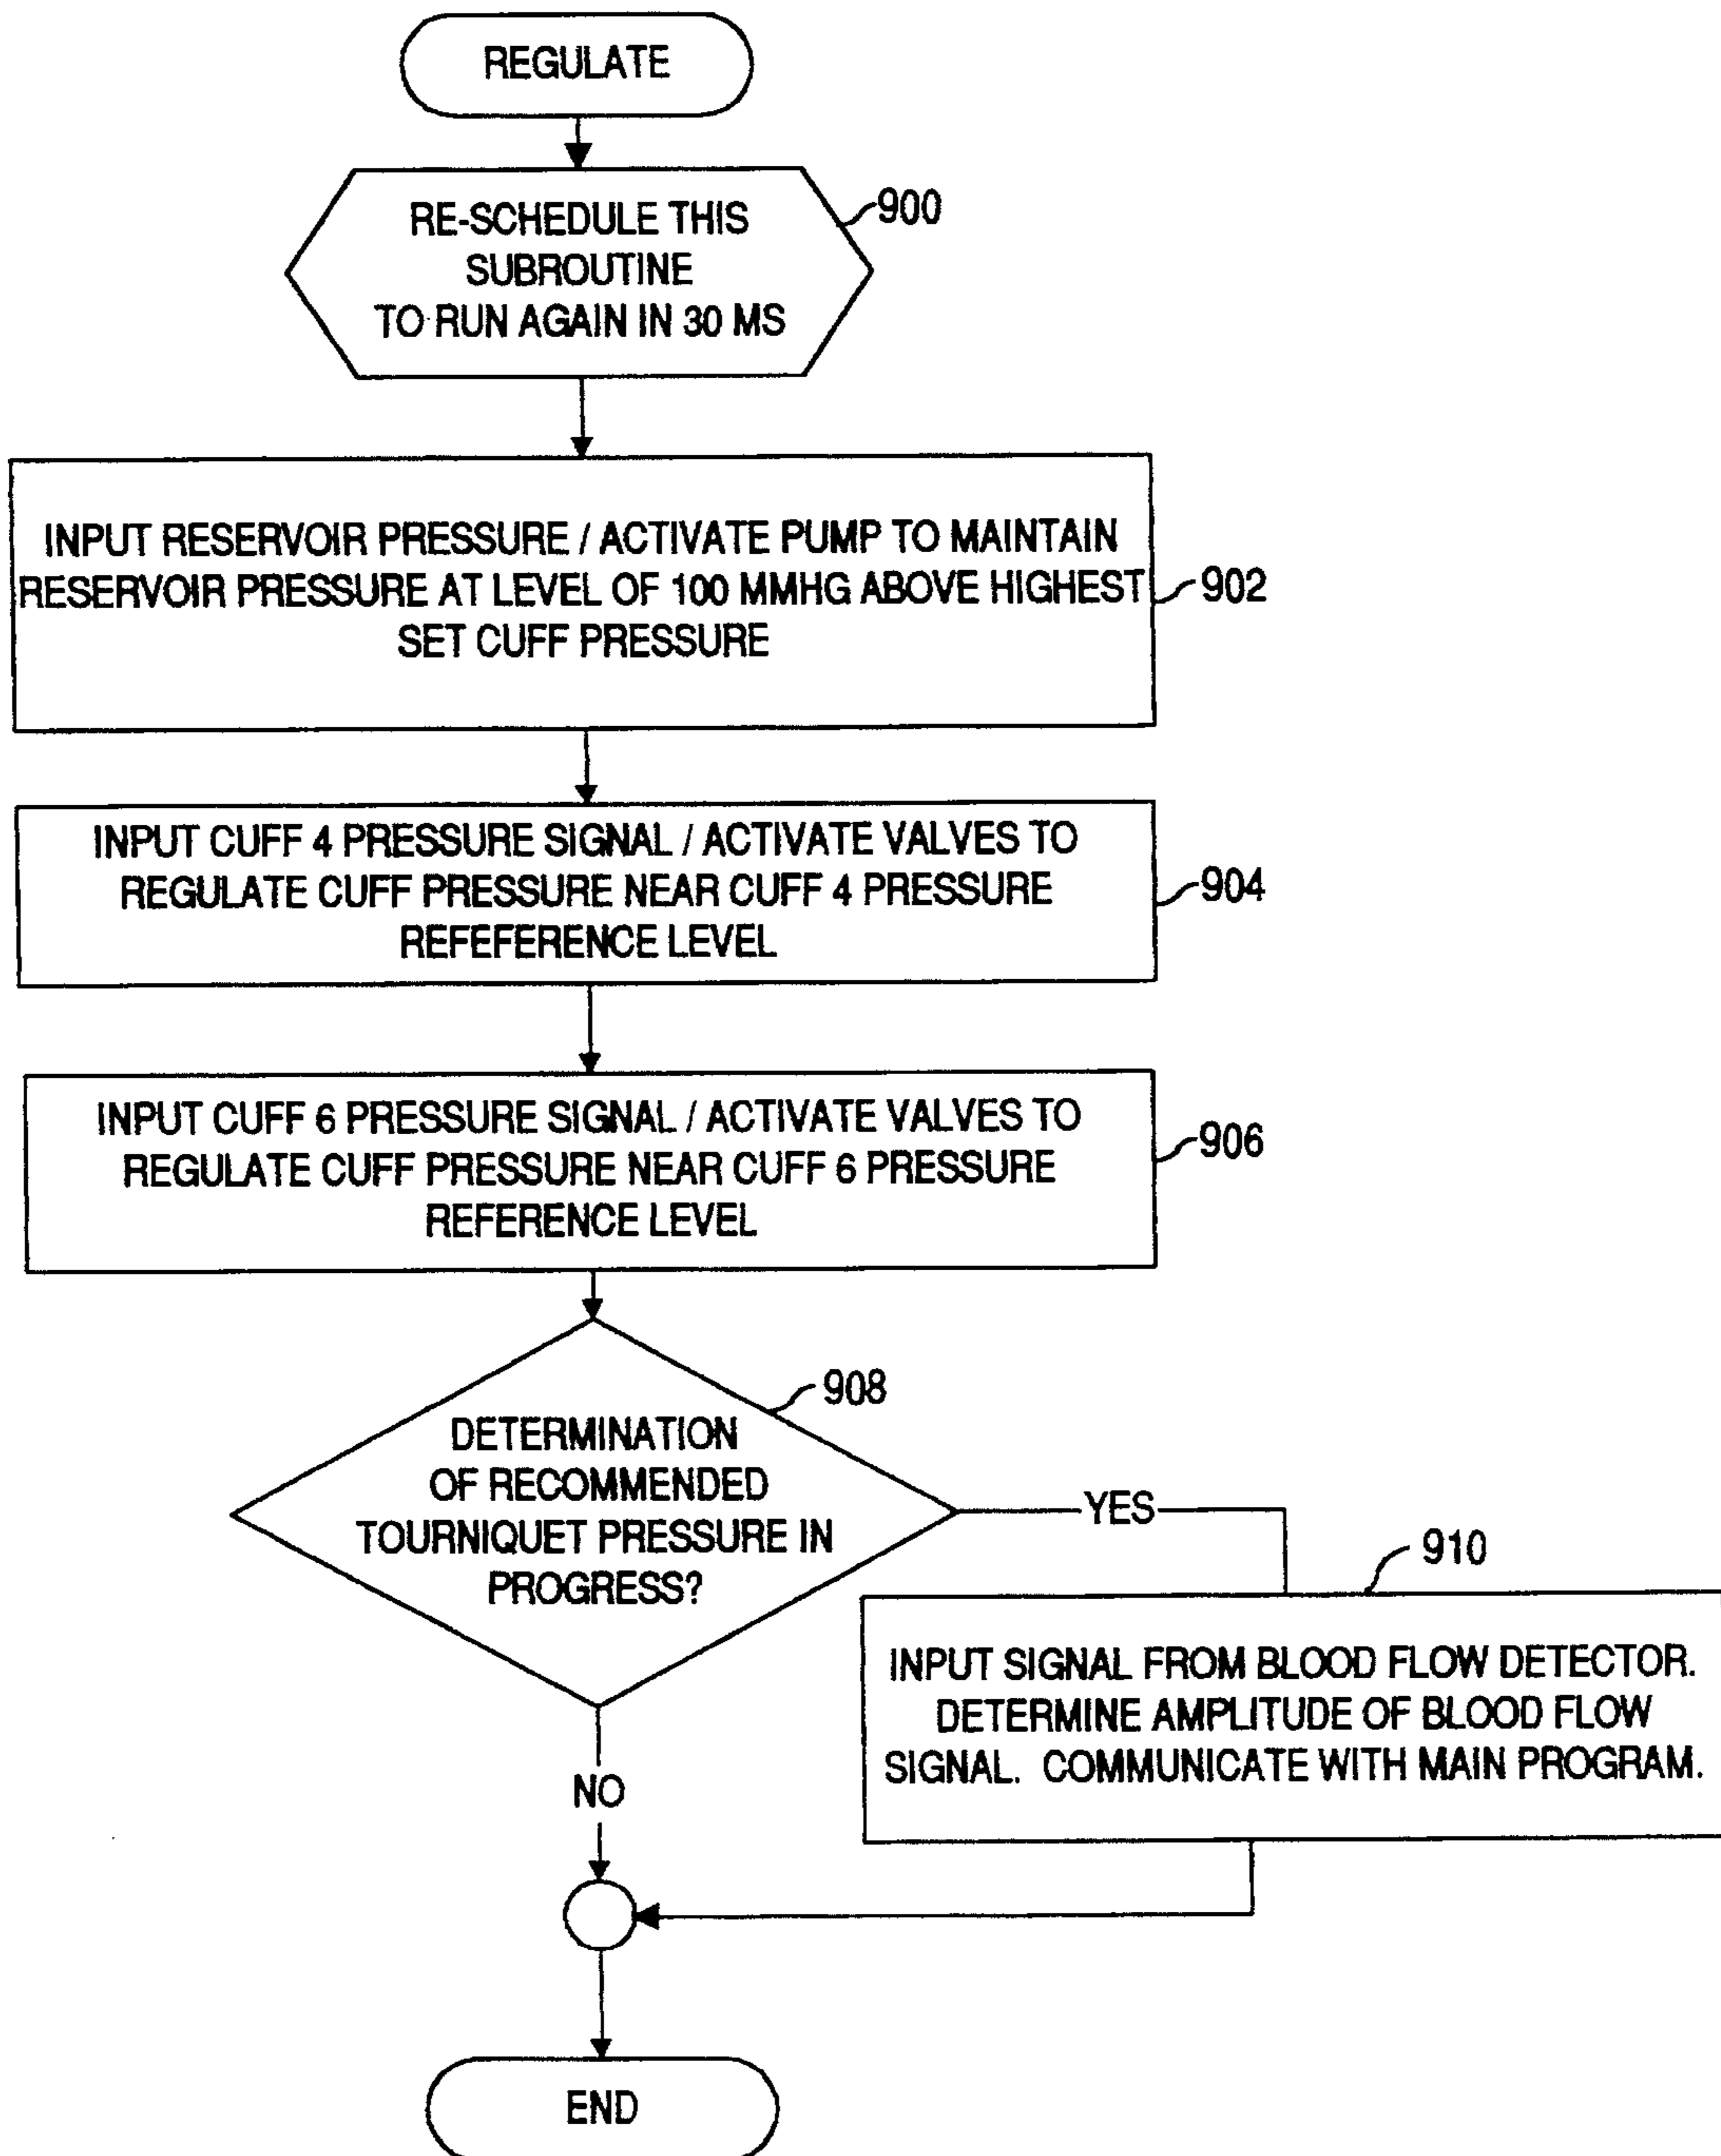 REGULATE
RE-SCHEDULE THIS
SUBROUTINE
TO RUN AGAIN IN 30 MS
900
INPUT RESERVOIR PRESSURE / ACTIVATE PUMP TO MAINTAIN
RESERVOIR PRESSURE AT LEVEL OF 100 MMHG ABOVE HIGHEST
SET CUFF PRESSURE
902
INPUT CUFF 4 PRESSURE SIGNAL / ACTIVATE VALVES TO
REGULATE CUFF PRESSURE NEAR CUFF 4 PRESSURE
REFEFERENCE LEVEL
904
INPUT CUFF 6 PRESSURE SIGNAL / ACTIVATE VALVES TO
REGULATE CUFF PRESSURE NEAR CUFF 6 PRESSURE
REFERENCE LEVEL
906
908
DETERMINATION
OF RECOMMENDED
TOURNIQUET PRESSURE IN
PROGRESS?
YES
910
INPUT SIGNAL FROM BLOOD FLOW DETECTOR.
DETERMINE AMPLITUDE OF BLOOD FLOW
SIGNAL. COMMUNICATE WITH MAIN PROGRAM.
NO
END